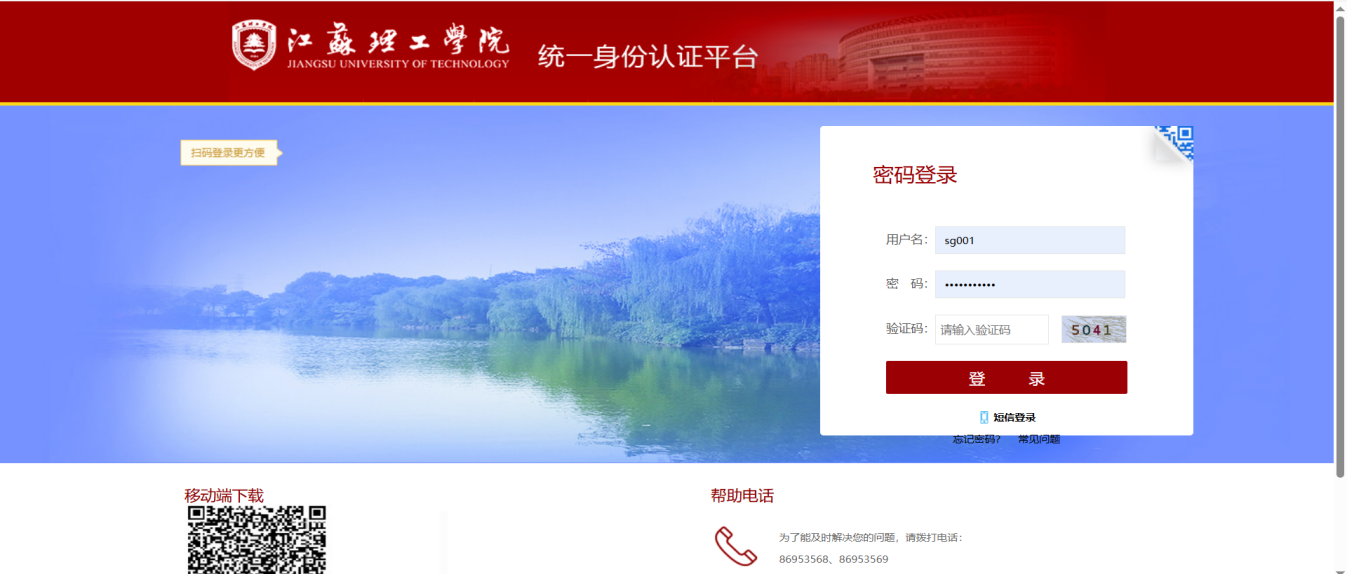 江蘇理工學院
JIANGSU UNIVERSITY OF TECHNOLOGY
统一身份认证平台
扫码登录更方便
密码登录
用户名： sg001
密 码： •••••••••••
验证码： 请输入验证码 5041
登 录
短信登录
忘记密码? 常见问题
移动端下载
帮助电话
为了能及时解决您的问题，请拨打电话：
86953568、86953569